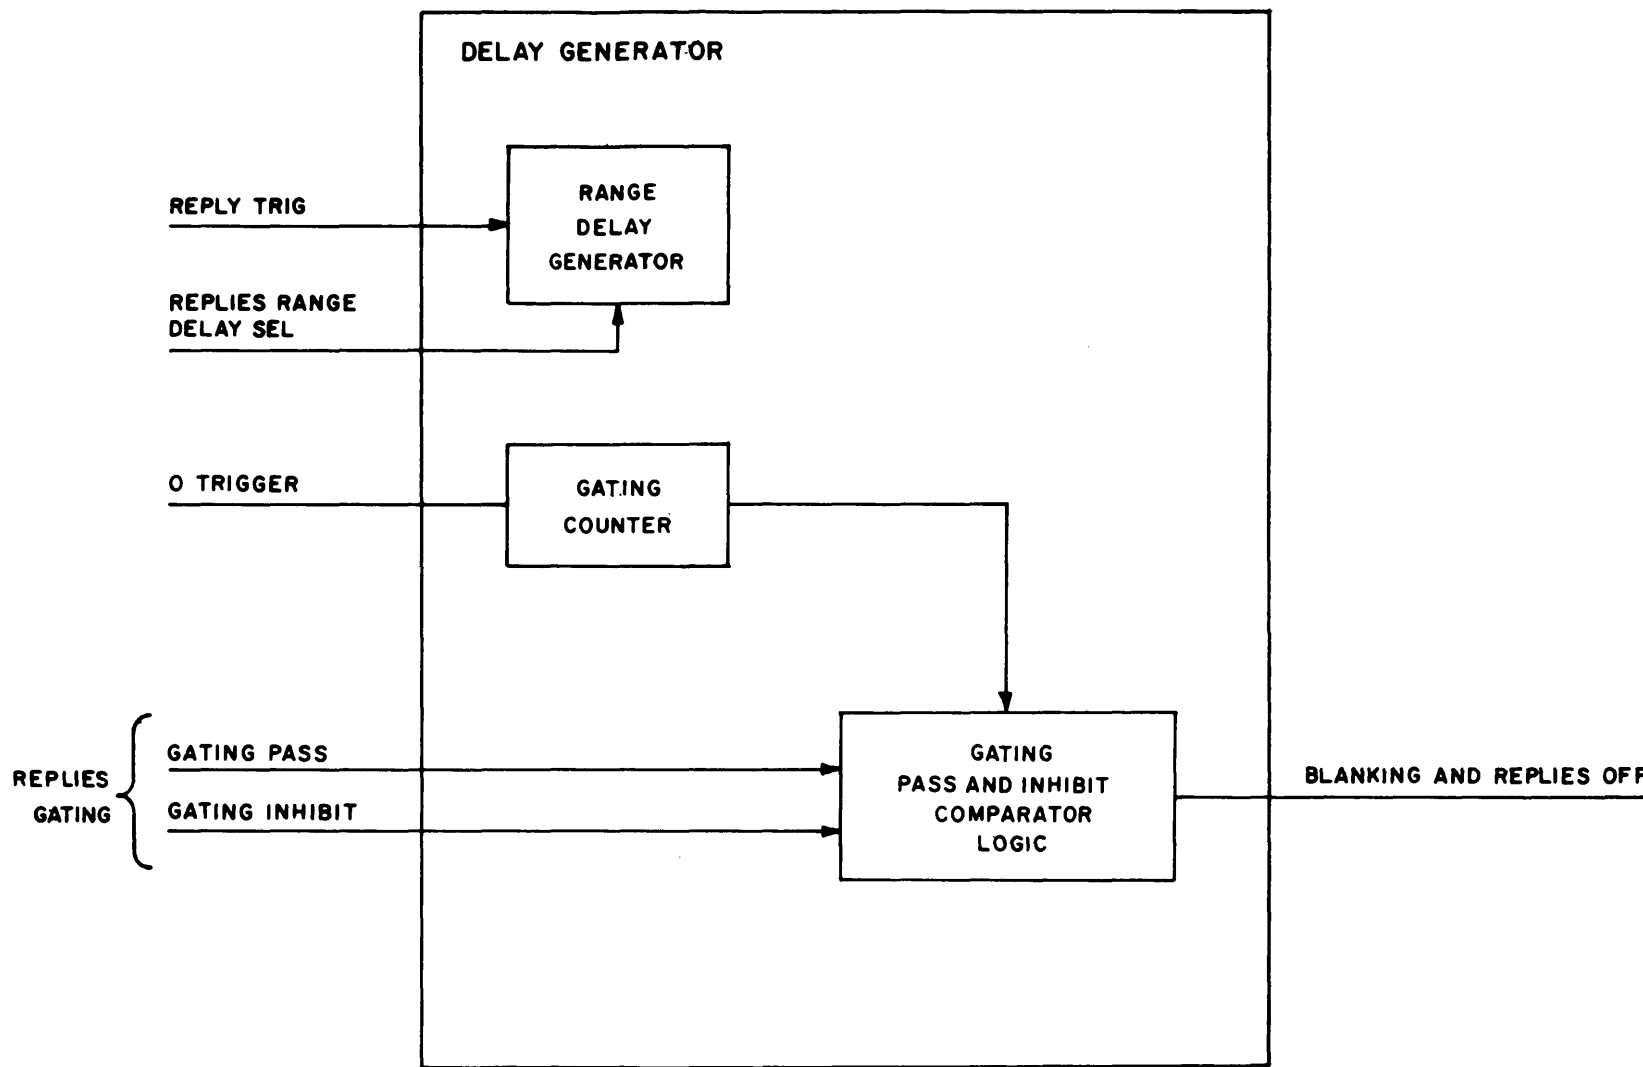 DELAY GENERATOR
RANGE
DELAY
GENERATOR
REPLY TRIG
REPLIES RANGE
DELAY SEL
O TRIGGER
GATING
COUNTER
REPLIES
GATING
GATING PASS
GATING INHIBIT
GATING
PASS AND INHIBIT
COMPARATOR
LOGIC
BLANKING AND REPLIES OFF